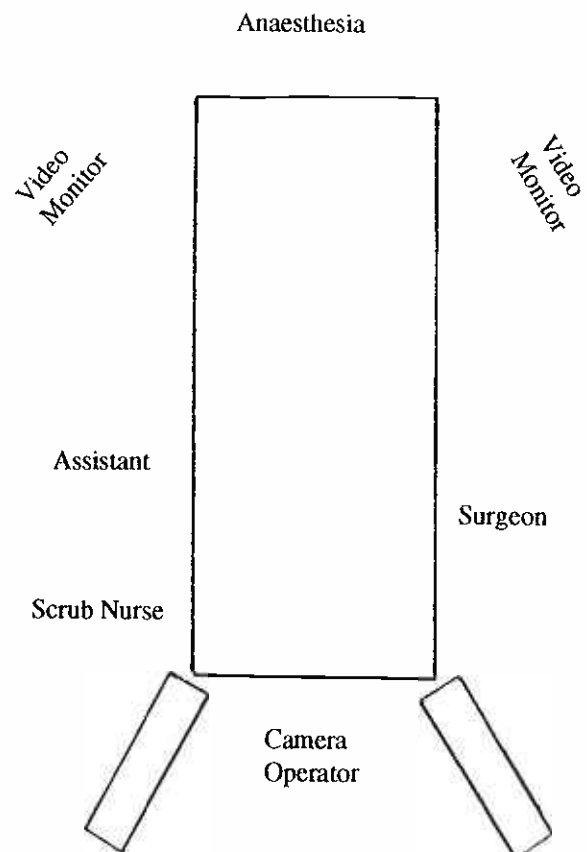 Anaesthesia
Video
Monitor
Video
Monitor
Assistant
Surgeon
Scrub Nurse
Camera
Operator